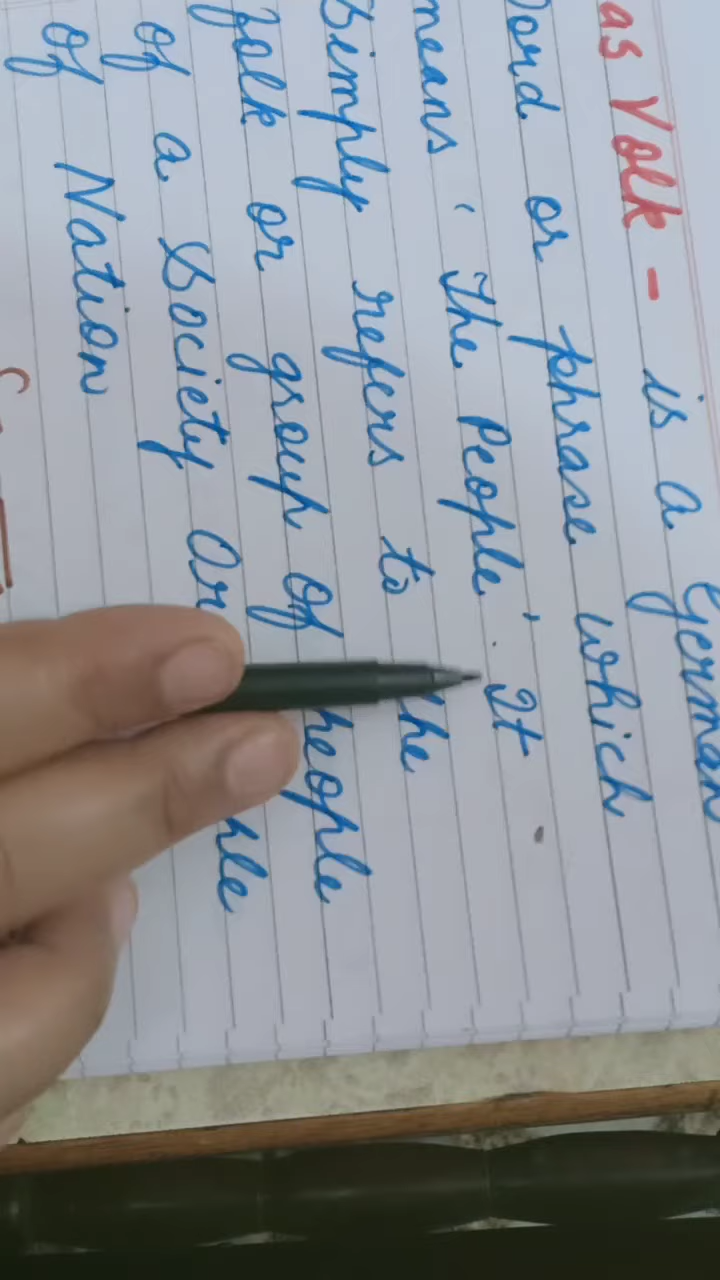 as Volk - is a German
word or phrase which
means 'The People'. It
Simply refers to the
folk or group of people
of a Society Or
of Nation